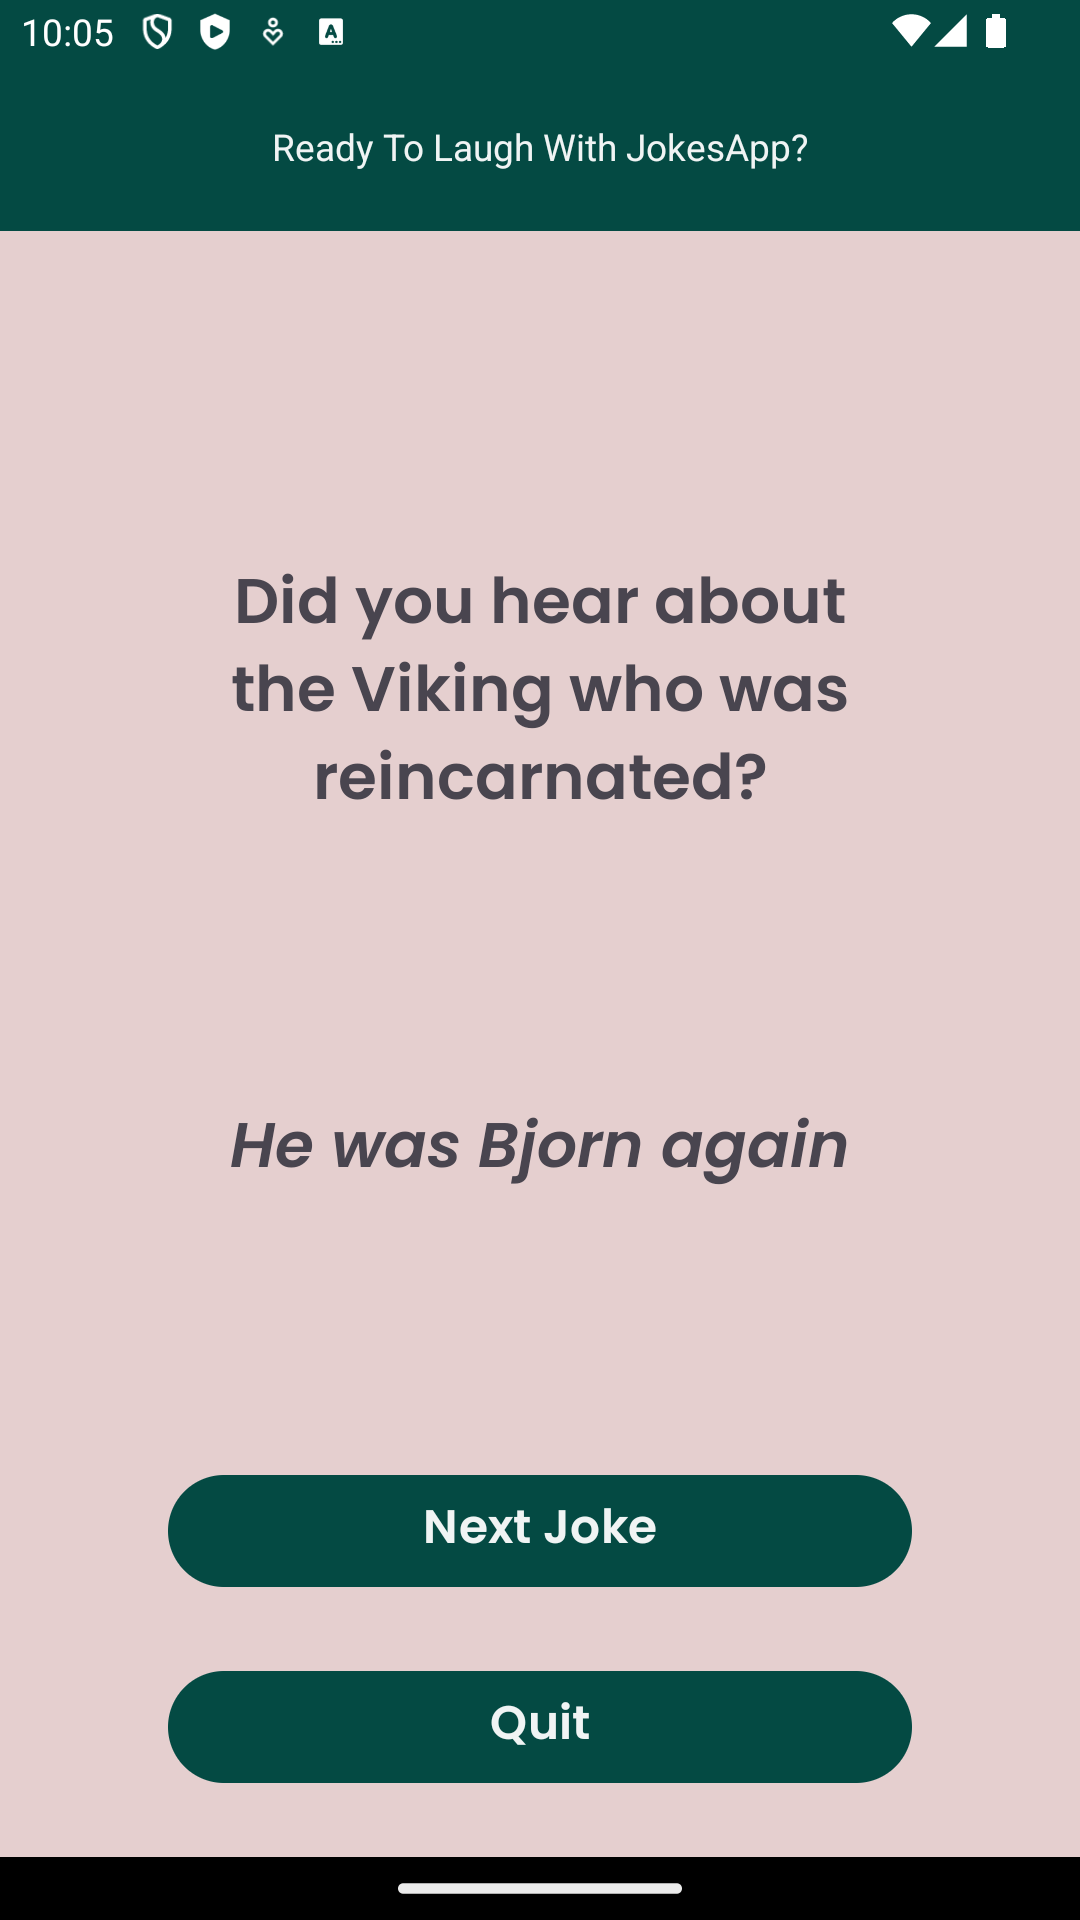 10:05
Ready To Laugh With JokesApp?
Did you hear about
the Viking who was
reincarnated?
He was Bjorn again
Next Joke
Quit